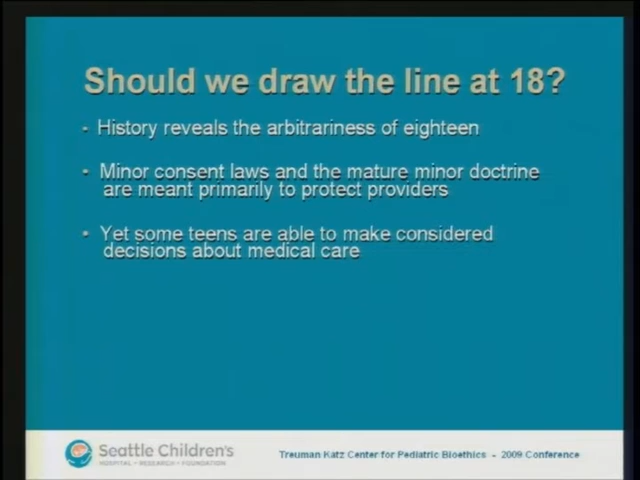 Should we draw the line at 18?
- History reveals the arbitrariness of eighteen
• Minor consent laws and the mature minor doctrine
are meant primarily to protect providers
• Yet some teens are able to make considered
decisions about medical care
Seattle Children's
HOSPITAL • RESEARCH • FOUNDATION
Treuman Katz Center for Pediatric Bioethics - 2009 Conference